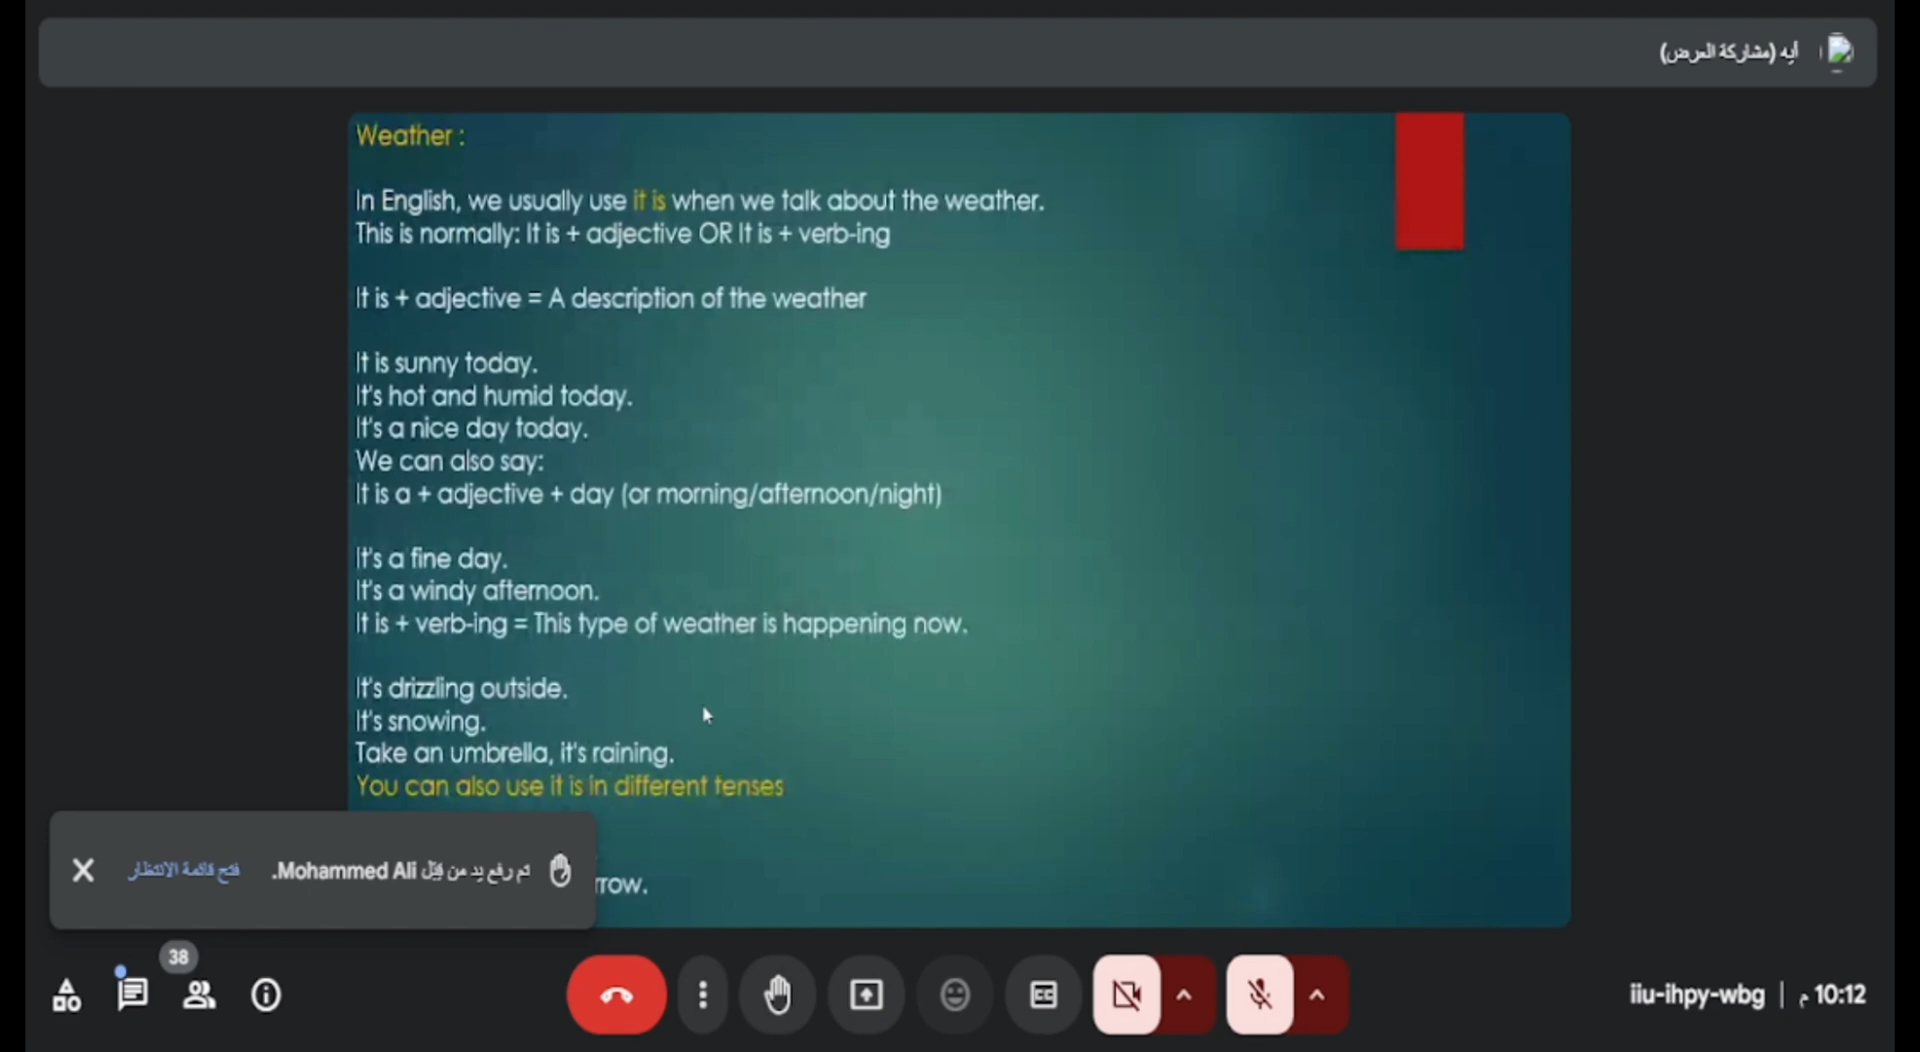 أيه (مشاركة العرض)
Weather :
In English, we usually use it is when we talk about the weather.
This is normally: It is + adjective OR It is + verb-ing
It is + adjective = A description of the weather
It is sunny today.
It's hot and humid today.
It's a nice day today.
We can also say:
It is a + adjective + day (or morning/afternoon/night)
It's a fine day.
It's a windy afternoon.
It is + verb-ing = This type of weather is happening now.
It's drizzling outside.
It's snowing.
Take an umbrella, it's raining.
You can also use it is in different tenses
تم رفع يد من قِبَل Mohammed Ali. فتح قائمة الانتظار
rrow.
38
CC
iiu-ihpy-wbg | 10:12 م